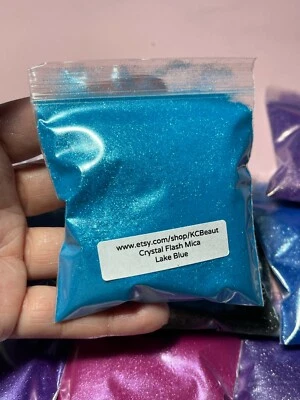 www.etsy.com/shop/KCBeaut
Crystal Flash Mica
Lake Blue